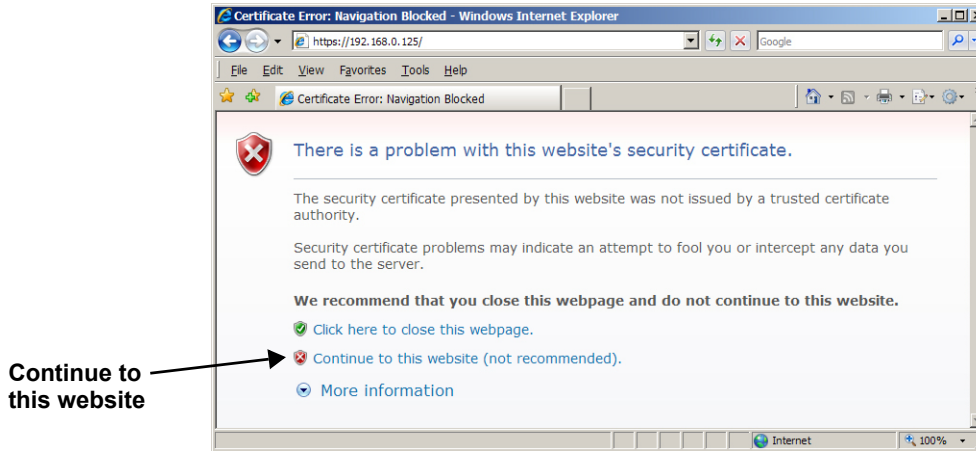 Certificate Error: Navigation Blocked - Windows Internet Explorer
https://192.168.0.125/
Google
File Edit View Favorites Tools Help
Certificate Error: Navigation Blocked
There is a problem with this website's security certificate.
The security certificate presented by this website was not issued by a trusted certificate
authority.
Security certificate problems may indicate an attempt to fool you or intercept any data you
send to the server.
We recommend that you close this webpage and do not continue to this website.
Click here to close this webpage.
Continue to this website (not recommended).
More information
Continue to
this website
Internet
100%